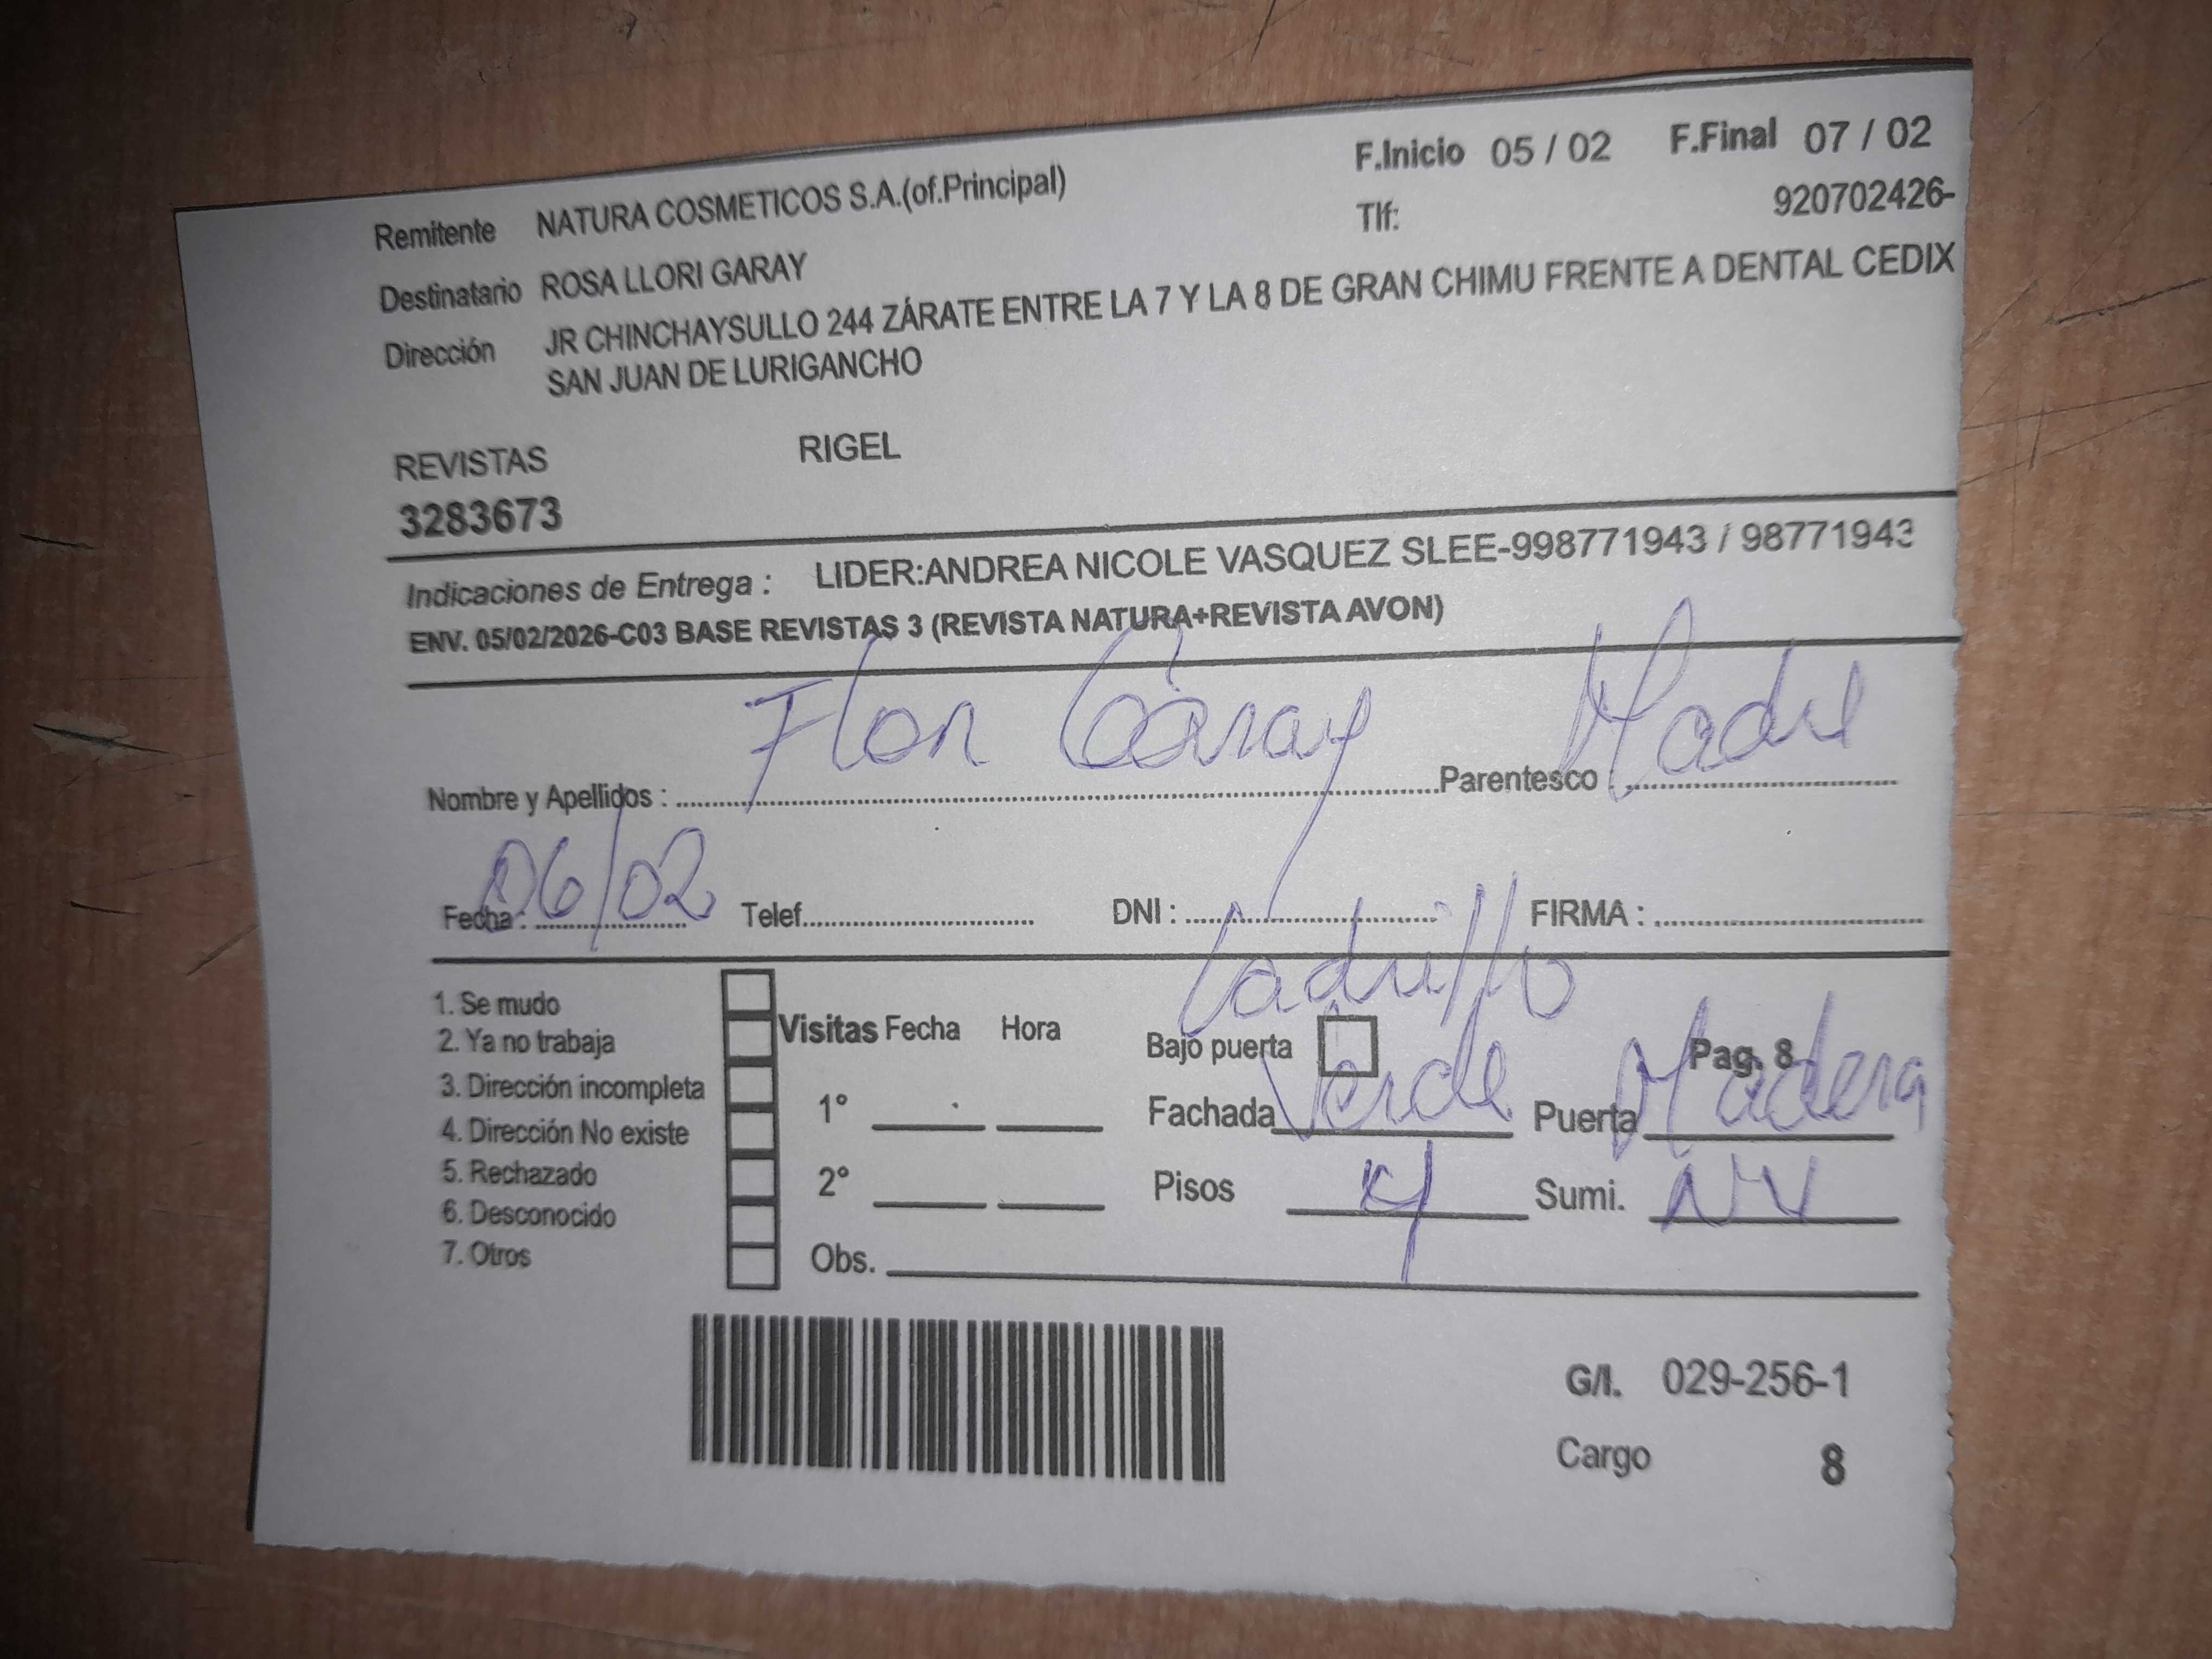 F.Inicio 05 / 02 F.Final 07 / 02
Remitente NATURA COSMETICOS S.A.(of.Principal)
Tlf: 920702426-
Destinatario ROSA LLORI GARAY
Dirección JR CHINCHAYSULLO 244 ZÁRATE ENTRE LA 7 Y LA 8 DE GRAN CHIMU FRENTE A DENTAL CEDIX
SAN JUAN DE LURIGANCHO
REVISTAS RIGEL
3283673
Indicaciones de Entrega : LIDER:ANDREA NICOLE VASQUEZ SLEE-998771943 / 98771943
ENV. 05/02/2026-C03 BASE REVISTAS 3 (REVISTA NATURA+REVISTA AVON)
Nombre y Apellidos : Flor Garay Parentesco : Madre
Fecha : 06/02 Telef. DNI : FIRMA :
Ladrillo
1. Se mudo
2. Ya no trabaja
3. Dirección incompleta
4. Dirección No existe
5. Rechazado
6. Desconocido
7. Otros
Visitas Fecha Hora
1°
2°
Obs.
Bajo puerta Pag. 8
Fachada Verde Puerta Madera
Pisos 4 Sumi. NV
G/I. 029-256-1
Cargo 8